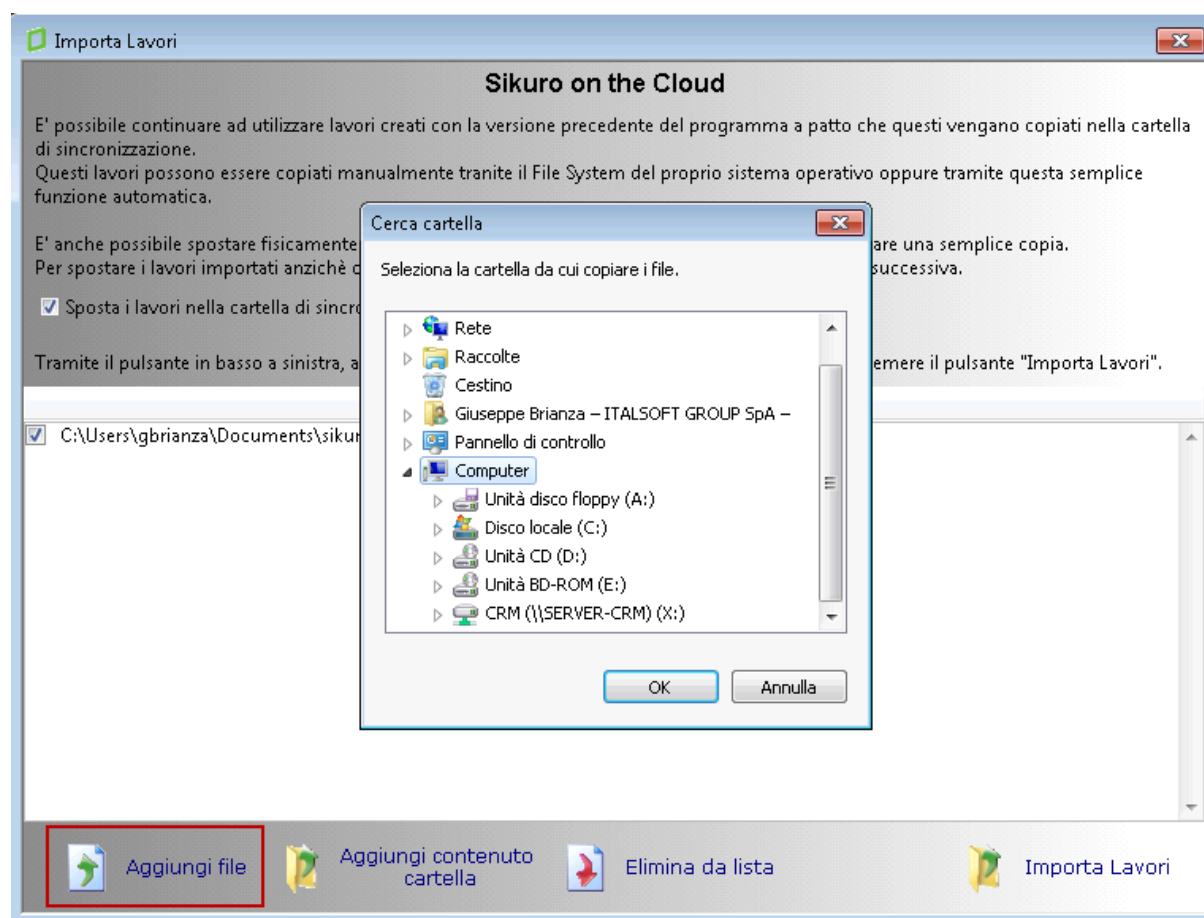 Importa Lavori
Sikuro on the Cloud
E' possibile continuare ad utilizzare lavori creati con la versione precedente del programma a patto che questi vengano copiati nella cartella
di sincronizzazione.
Questi lavori possono essere copiati manualmente tranite il File System del proprio sistema operativo oppure tramite questa semplice
funzione automatica.
E' anche possibile spostare fisicamente
are una semplice copia.
Per spostare i lavori importati anzichè
successiva.
Sposta i lavori nella cartella di
Tramite il pulsante in basso a sinistra,
emere il pulsante "Importa Lavori".
C:\Users\gbrianza\Documents\sikur
Cerca cartella
Seleziona la cartella da cui copiare i file.
Rete
Raccolte
Cestino
Giuseppe Brianza – ITALSOFT GROUP SpA –
Pannello di controllo
Computer
Unità disco floppy (A:)
Disco locale (C:)
Unità CD (D:)
Unità BD-ROM (E:)
CRM (\\SERVER-CRM) (X:)
OK
Annulla
Aggiungi file
Aggiungi contenuto
cartella
Elimina da lista
Importa Lavori